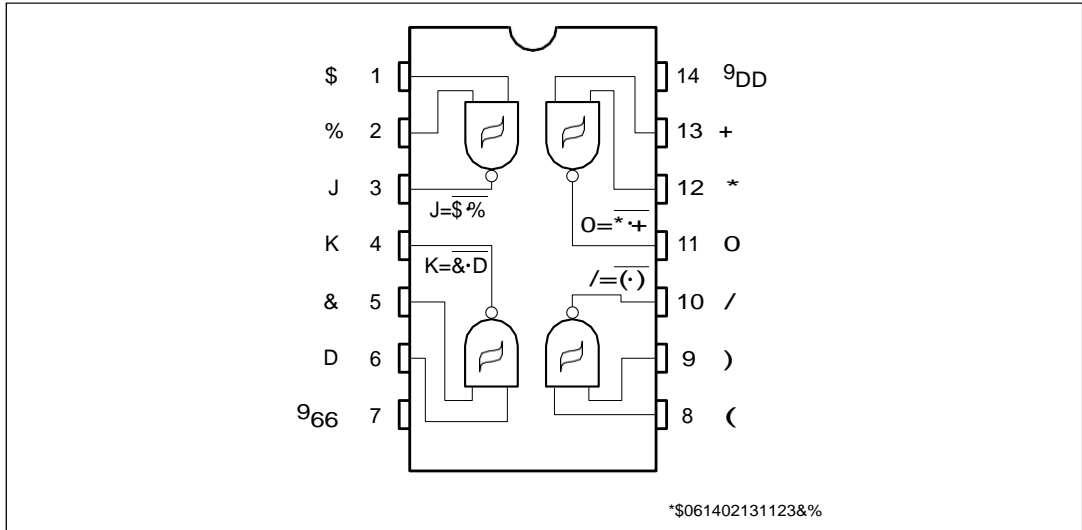 $ 1
% 2
J 3
K 4
& 5
D 6
966 7
14 9DD
13 +
12 *
11 O
10 /
9 )
8 (
J=$·%
O=*·+
K=&·D
/=(·)
*$061402131123&%